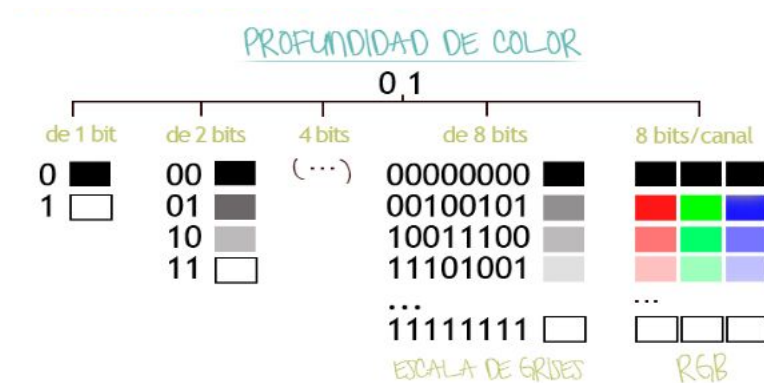 PROFUNDIDAD DE COLOR
0,1
de 1 bit de 2 bits 4 bits de 8 bits 8 bits/canal
0 00 (...) 00000000
1 01 00100101
10 10011100
11 11101001
... ...
11111111
ESCALA DE GRISES RGB